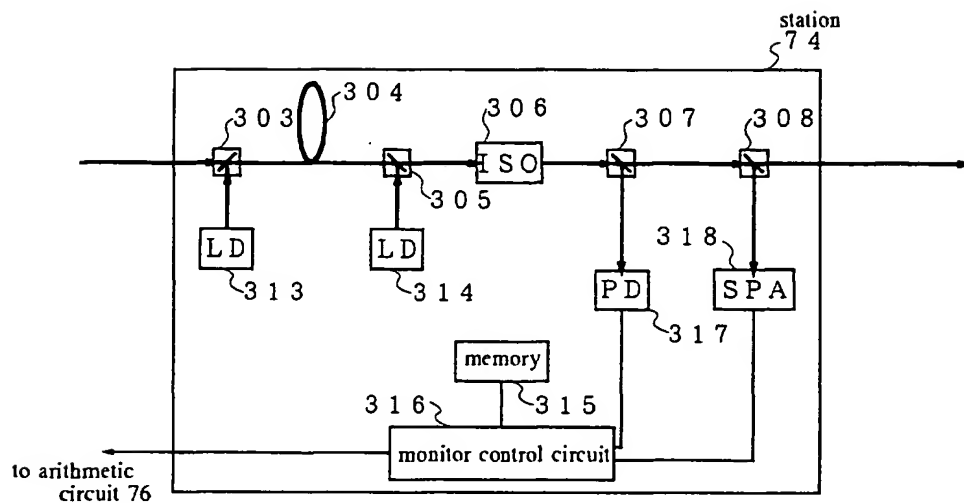 station
74
304
303
306
307
308
ISO
305
318
LD
LD
313
314
PD
SPA
317
memory
316
315
monitor control circuit
to arithmetic
circuit 76